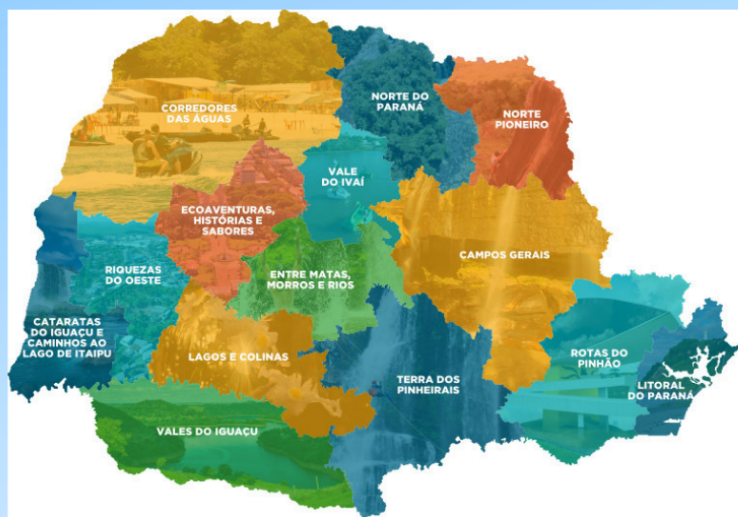 CORREDORES
DAS ÁGUAS
NORTE DO
PARANÁ
NORTE
PIONEIRO
VALE
DO IVAÍ
ECOAVENTURAS,
HISTÓRIAS E
SABORES
CAMPOS GERAIS
RIQUEZAS
DO OESTE
ENTRE MATAS,
MORROS E RIOS
CATARATAS
DO IGUAÇU E
CAMINHOS AO
LAGO DE ITAIPU
LAGOS E COLINAS
ROTAS DO
PINHÃO
TERRA DOS
PINHEIRAIS
LITORAL
DO PARANÁ
VALES DO IGUAÇU